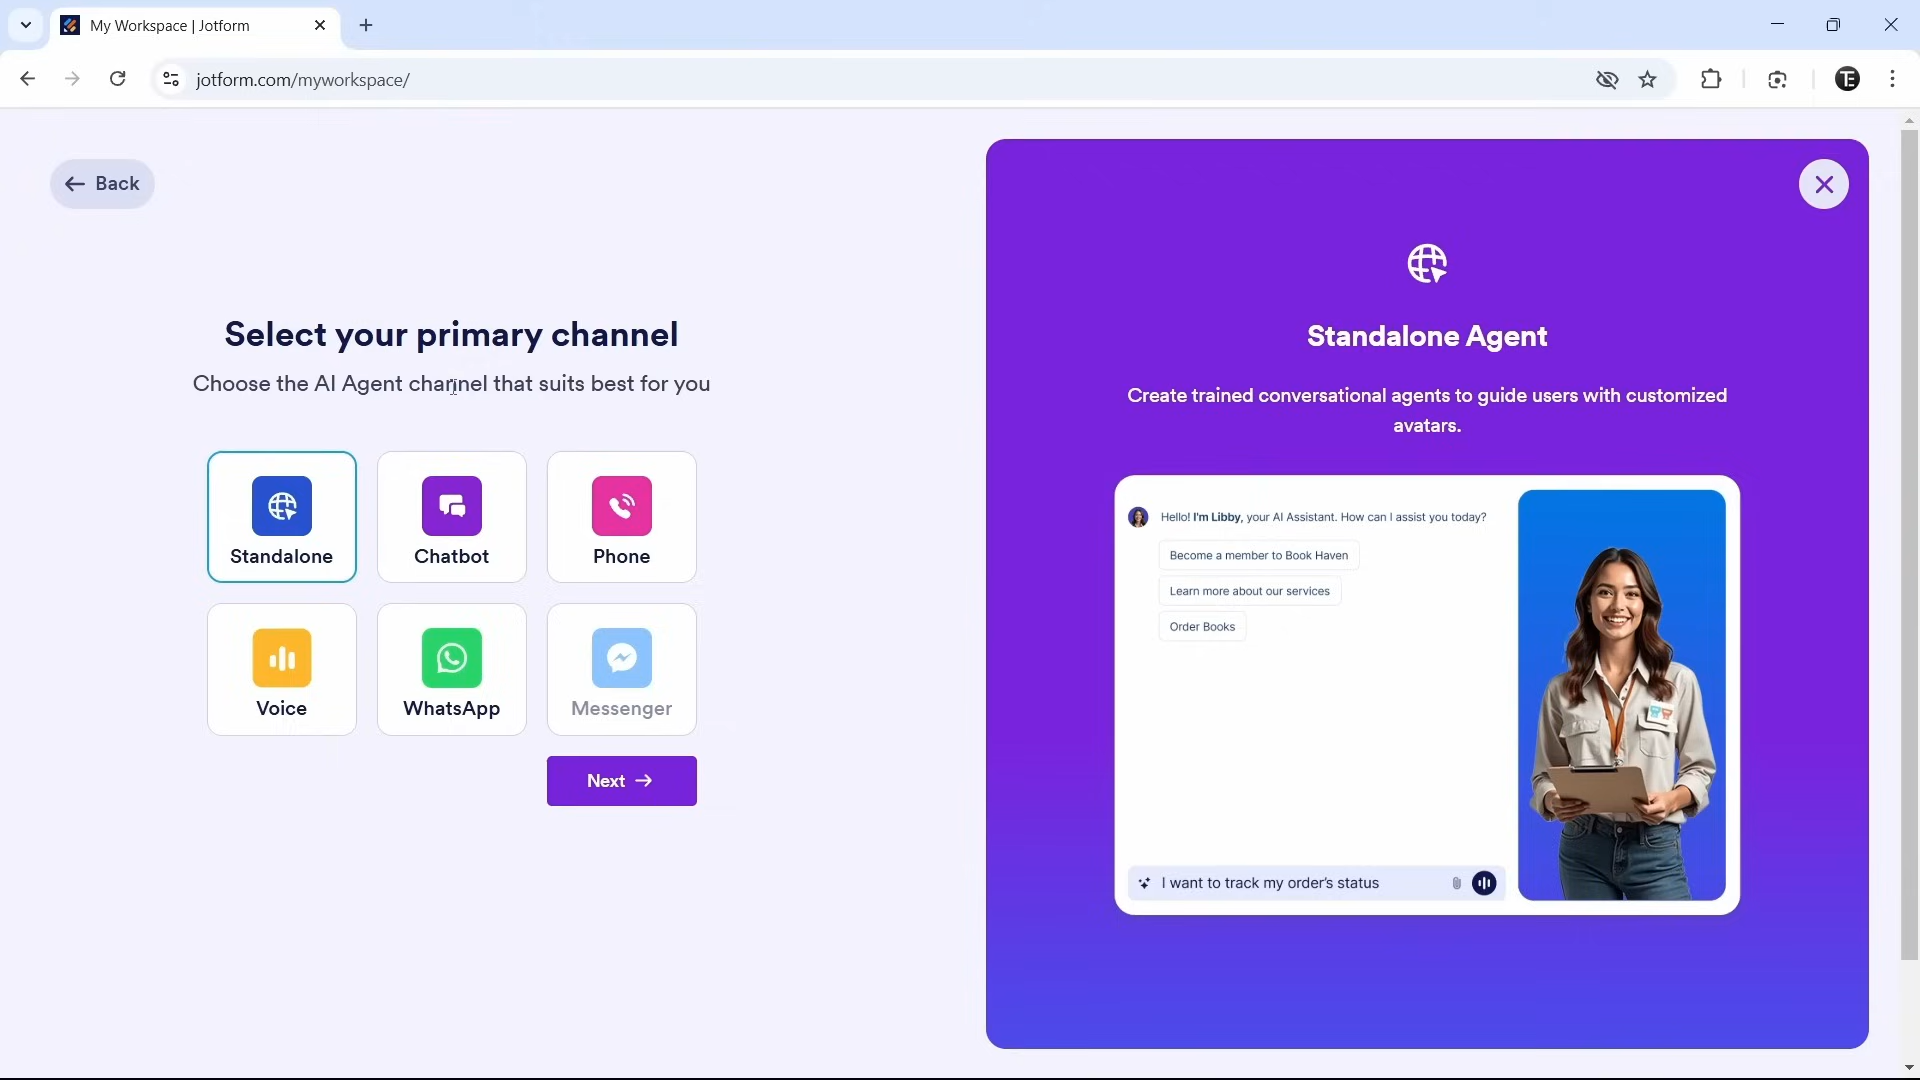 My Workspace | Jotform
jotform.com/myworkspace/
Back
Select your primary channel
Choose the AI Agent channel that suits best for you
Standalone
Chatbot
Phone
Voice
WhatsApp
Messenger
Next
Standalone Agent
Create trained conversational agents to guide users with customized
avatars.
Hello! I'm Libby, your AI Assistant. How can I assist you today?
Become a member to Book Haven
Learn more about our services
Order Books
I want to track my order's status